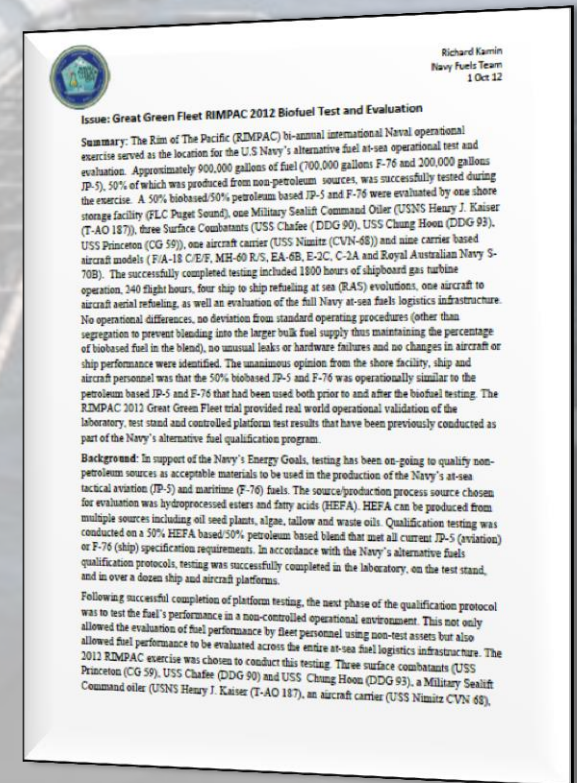 Richard Kamin
Navy Fuels Team
1 Oct 12
Issue: Great Green Fleet RIMPAC 2012 Biofuel Test and Evaluation
Summary: The Rim of The Pacific (RIMPAC) bi-annual international Naval operational
exercise served as the location for the U.S Navy's alternative fuel at-sea operational test and
evaluation. Approximately 900,000 gallons of fuel (700,000 gallons F-76 and 200,000 gallons
JP-5), 50% of which was produced from non-petroleum sources, was successfully tested during
the exercise. A 50% biobased/50% petroleum based JP-5 and F-76 were evaluated by one shore
storage facility (FLC Puget Sound), one Military Sealift Command Oiler (USNS Henry J. Kaiser
(T-AO 187)), three Surface Combatants (USS Chafee ( DDG 90), USS Chung Hoon (DDG 93),
USS Princeton (CG 59)), one aircraft carrier (USS Nimitz (CVN-68)) and nine carrier based
aircraft models ( F/A-18 C/E/F, MH-60 R/S, EA-6B, E-2C, C-2A and Royal Australian Navy S-
70B). The successfully completed testing included 1800 hours of shipboard gas turbine
operation, 240 flight hours, four ship to ship refueling at sea (RAS) evolutions, one aircraft to
aircraft aerial refueling, as well an evaluation of the full Navy at-sea fuels logistics infrastructure.
No operational differences, no deviation from standard operating procedures (other than
segregation to prevent blending into the larger bulk fuel supply thus maintaining the percentage
of biobased fuel in the blend), no unusual leaks or hardware failures and no changes in aircraft or
ship performance were identified. The unanimous opinion from the shore facility, ship and
aircraft personnel was that the 50% biobased JP-5 and F-76 was operationally similar to the
petroleum based JP-5 and F-76 that had been used both prior to and after the biofuel testing. The
RIMPAC 2012 Great Green Fleet trial provided real world operational validation of the
laboratory, test stand and controlled platform test results that have been previously conducted as
part of the Navy's alternative fuel qualification program.
Background: In support of the Navy's Energy Goals, testing has been on-going to qualify non-
petroleum sources as acceptable materials to be used in the production of the Navy's at-sea
tactical aviation (JP-5) and maritime (F-76) fuels. The source/production process source chosen
for evaluation was hydroprocessed esters and fatty acids (HEFA). HEFA can be produced from
multiple sources including oil seed plants, algae, tallow and waste oils. Qualification testing was
conducted on a 50% HEFA based/50% petroleum based blend that met all current JP-5 (aviation)
or F-76 (ship) specification requirements. In accordance with the Navy's alternative fuels
qualification protocols, testing was successfully completed in the laboratory, on the test stand,
and in over a dozen ship and aircraft platforms.
Following successful completion of platform testing, the next phase of the qualification protocol
was to test the fuel's performance in a non-controlled operational environment. This not only
allowed the evaluation of fuel performance by fleet personnel using non-test assets but also
allowed fuel performance to be evaluated across the entire at-sea fuel logistics infrastructure. The
2012 RIMPAC exercise was chosen to conduct this testing. Three surface combatants (USS
Princeton (CG 59), USS Chafee (DDG 90) and USS Chung Hoon (DDG 93), a Military Sealift
Command oiler (USNS Henry J. Kaiser (T-AO 187), an aircraft carrier (USS Nimitz CVN 68),